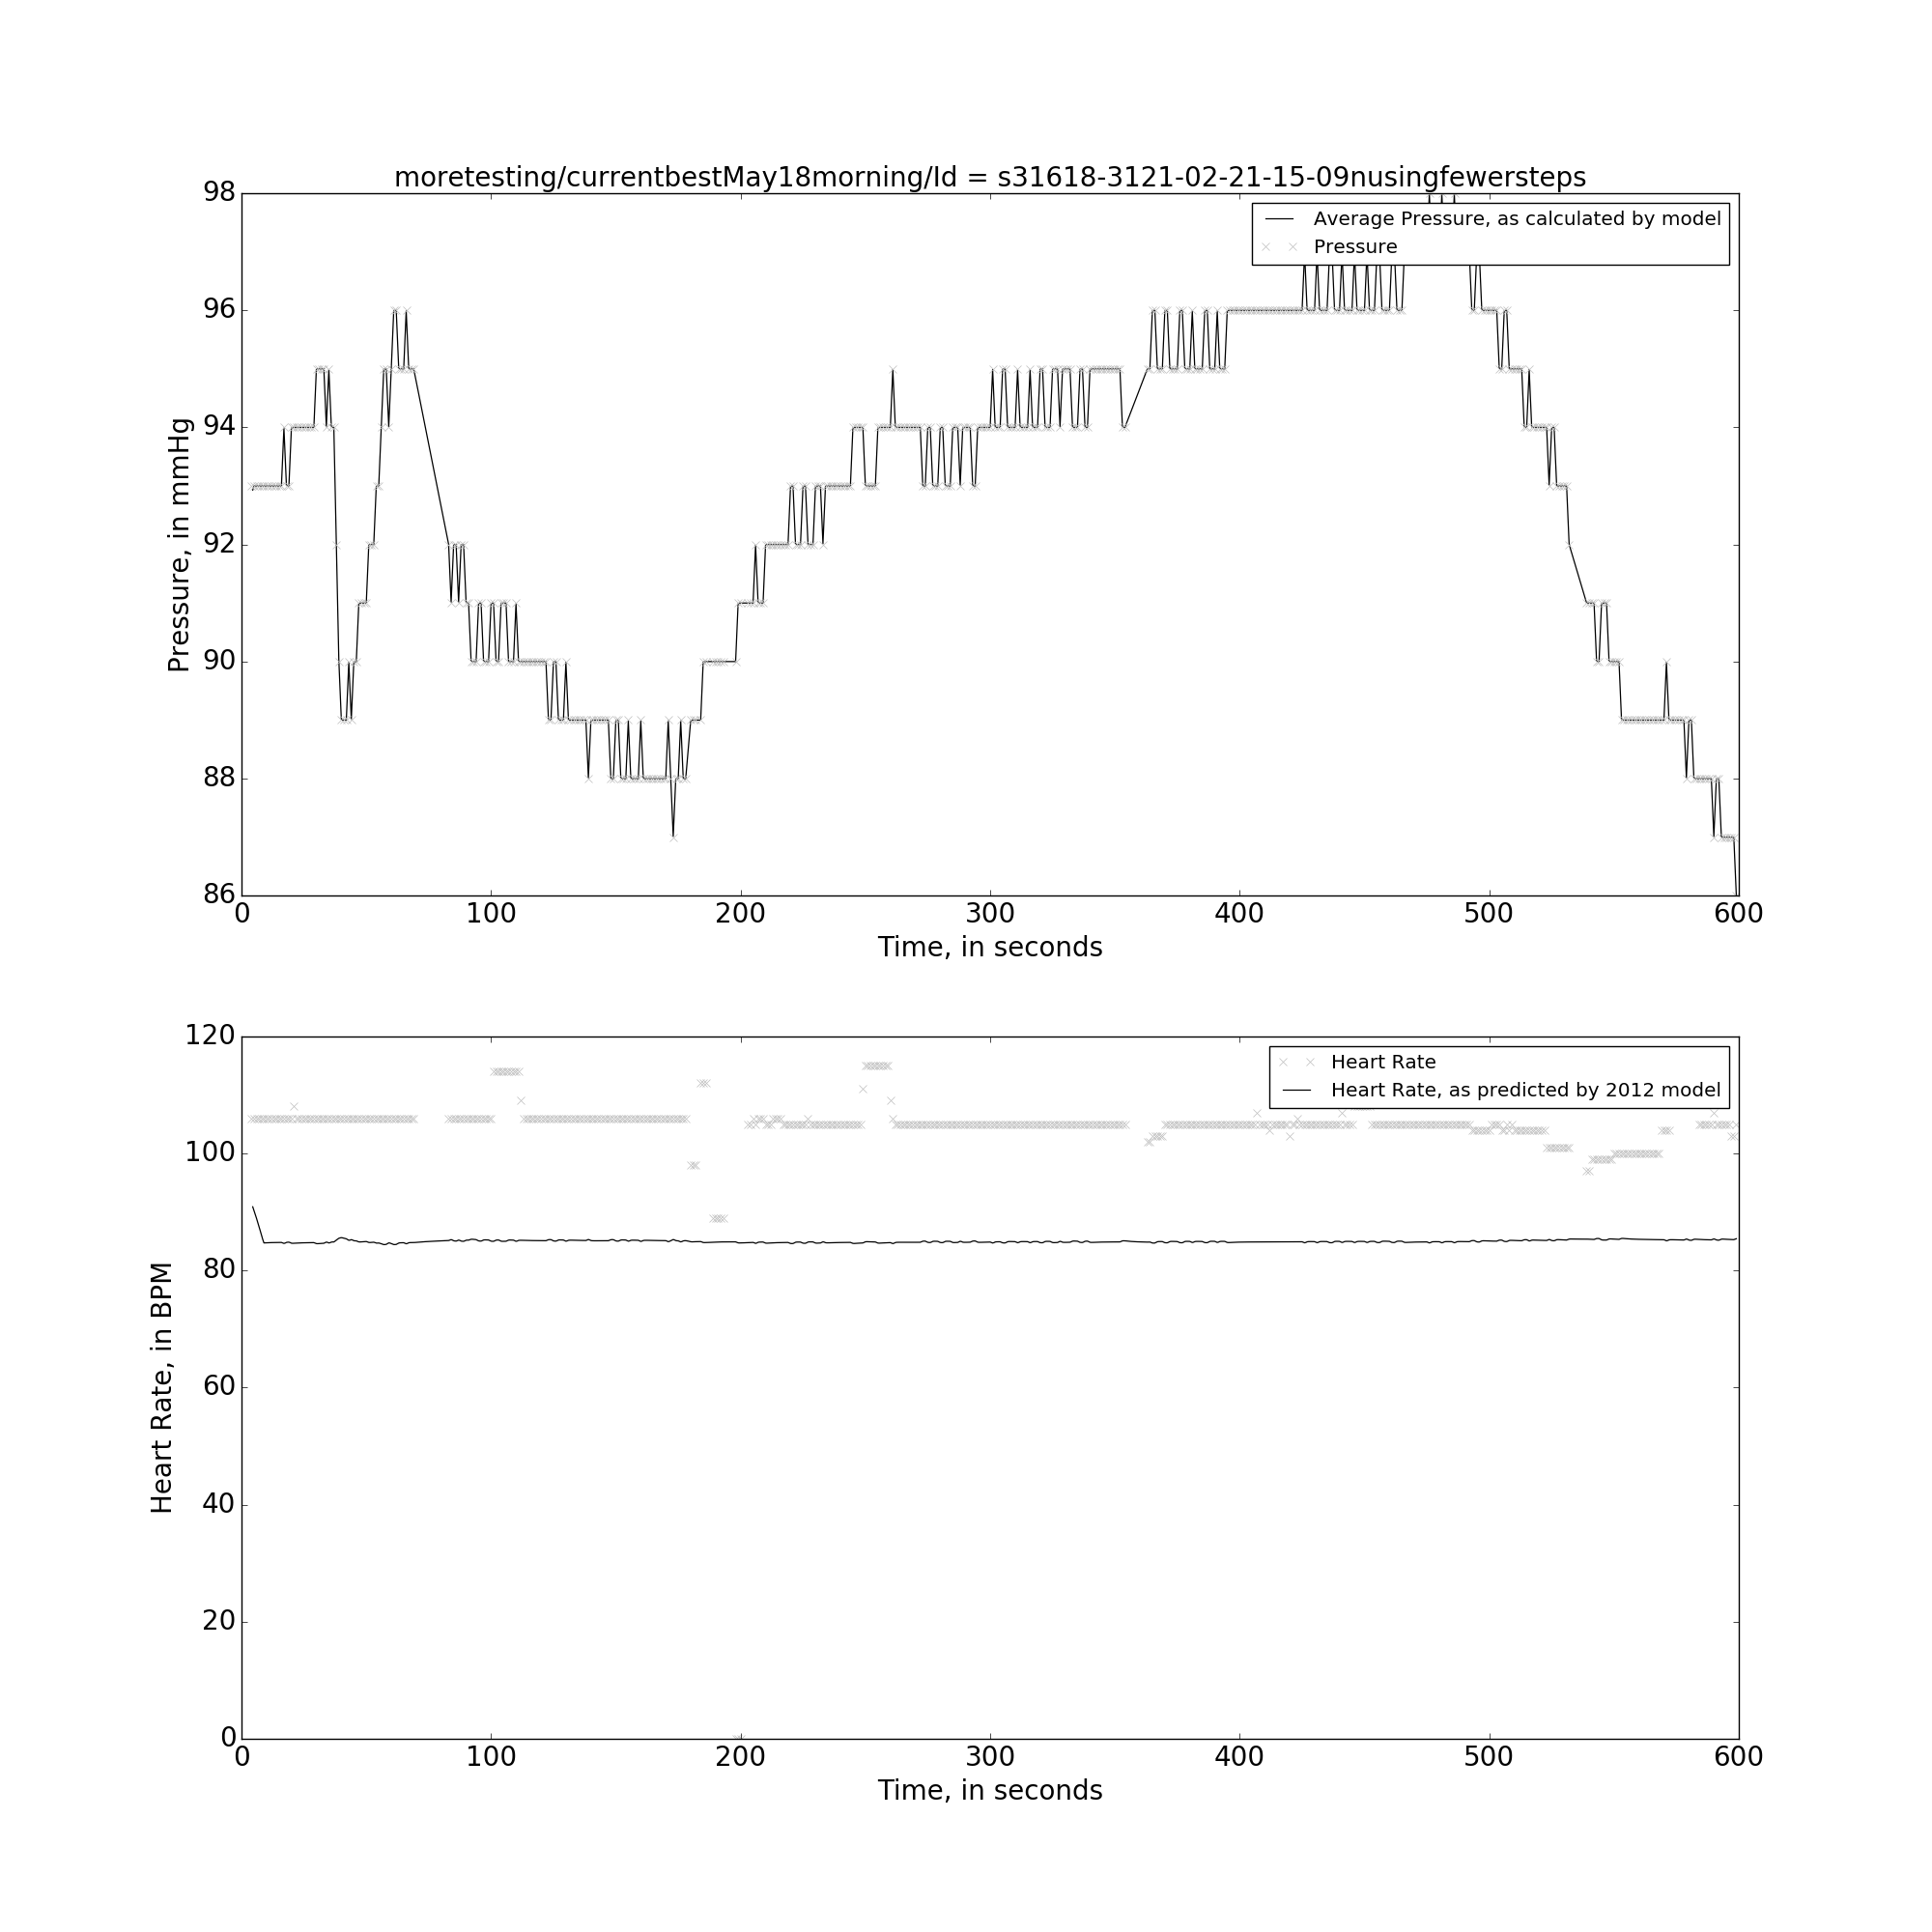 moretesting/currentbestMay18morning/Id = s31618-3121-02-21-15-09nusingfewersteps
98
96
94
92
90
88
86
Pressure, in mmHg
Average Pressure, as calculated by model
Pressure
0 100 200 300 400 500 600
Time, in seconds
120
100
80
60
40
20
0
Heart Rate, in BPM
Heart Rate
Heart Rate, as predicted by 2012 model
0 100 200 300 400 500 600
Time, in seconds